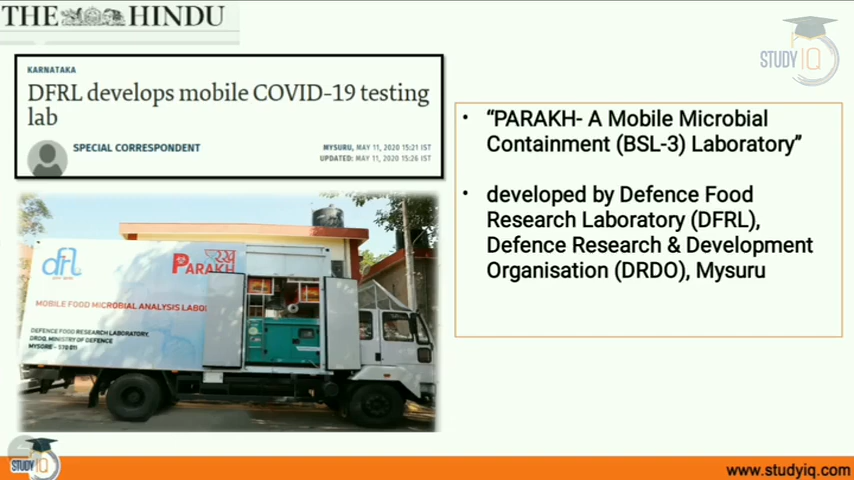 THE HINDU
KARNATAKA
DFRL develops mobile COVID-19 testing
lab
SPECIAL CORRESPONDENT
MYSURU, MAY 11, 2020 15:21 IST
UPDATED: MAY 11, 2020 15:26 IST
STUDY IQ
• "PARAKH- A Mobile Microbial
Containment (BSL-3) Laboratory"
• developed by Defence Food
Research Laboratory (DFRL),
Defence Research & Development
Organisation (DRDO), Mysuru
dfrl
PARAKH
MOBILE FOOD MICROBIAL ANALYSIS LABO
DEFENCE FOOD RESEARCH LABORATORY,
DRDO, MINISTRY OF DEFENCE
MYSORE - 570 011
STUDY IQ
www.studyiq.com